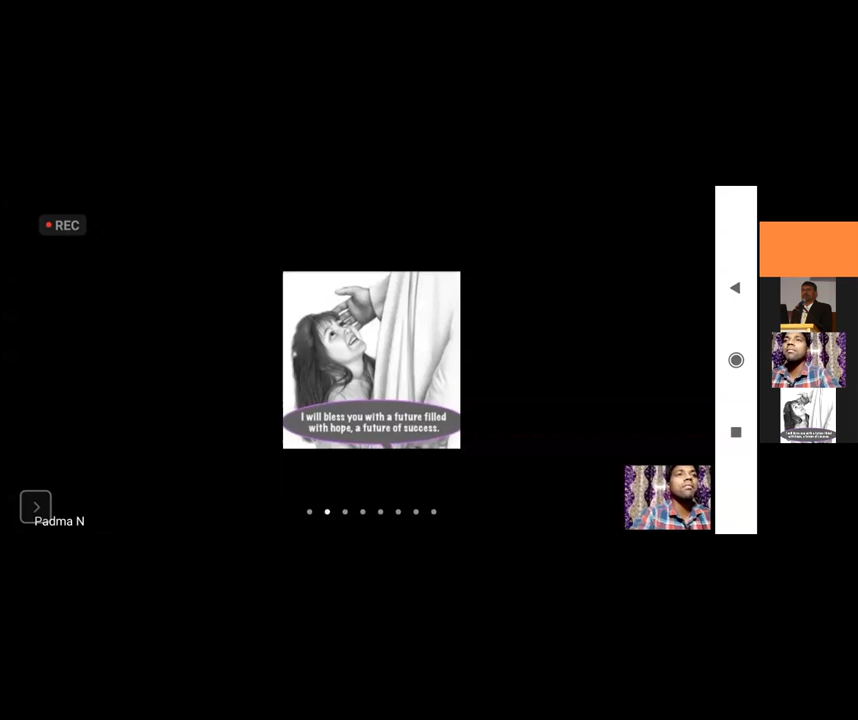 REC
I will bless you with a future filled
with hope, a future of success.
Padma N